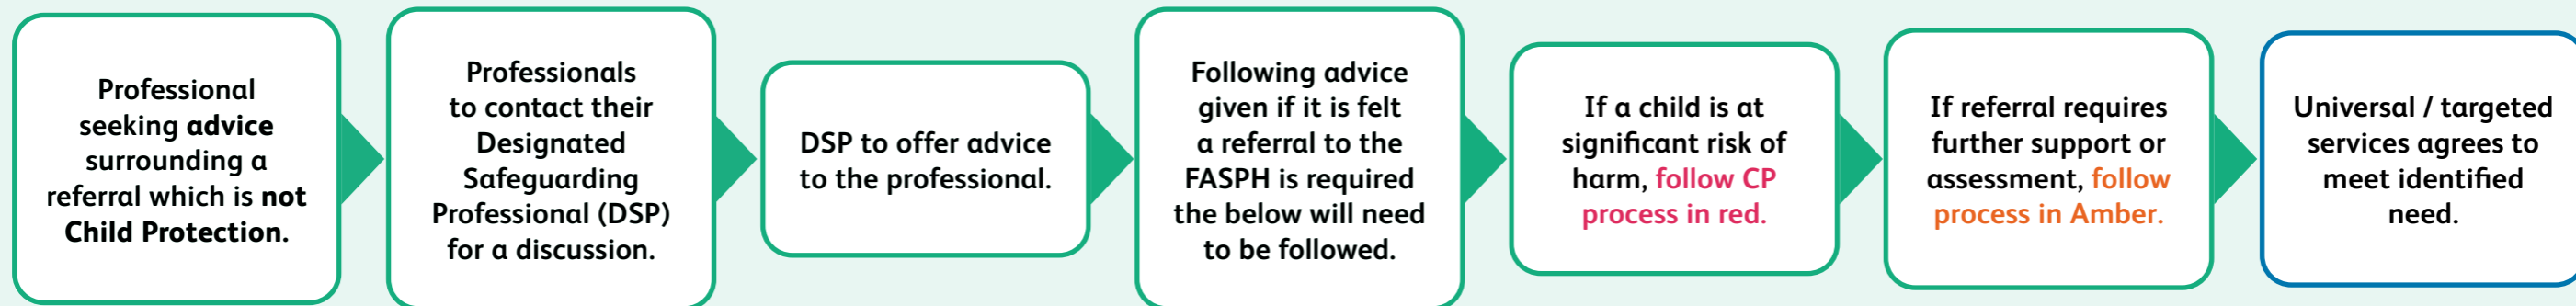 Professional
seeking advice
surrounding a
referral which is not
Child Protection.
Professionals
to contact their
Designated
Safeguarding
Professional (DSP)
for a discussion.
DSP to offer advice
to the professional.
Following advice
given if it is felt
a referral to the
FASPH is required
the below will need
to be followed.
If a child is at
significant risk of
harm, follow CP
process in red.
If referral requires
further support or
assessment, follow
process in Amber.
Universal / targeted
services agrees to
meet identified
need.